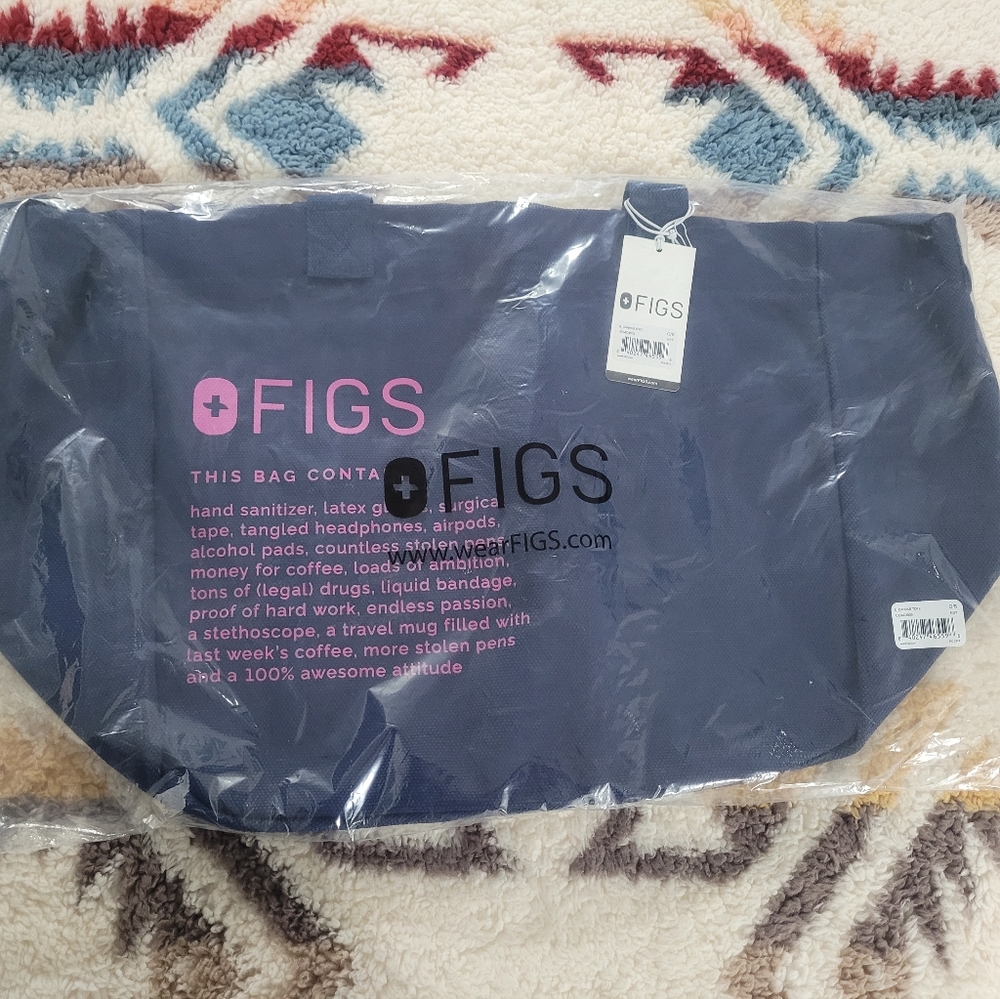 FIGS
FIGS
THIS BAG CONTA
FIGS
hand sanitizer, latex surgical
tape, tangled headphones, airpods,
alcohol pads, countless stolen pens,
www.wearFIGS.com
money for coffee, loads of ambition,
tons of (legal) drugs, liquid bandage,
proof of hard work, endless passion,
a stethoscope, a travel mug filled with
last week's coffee, more stolen pens
and a 100% awesome attitude